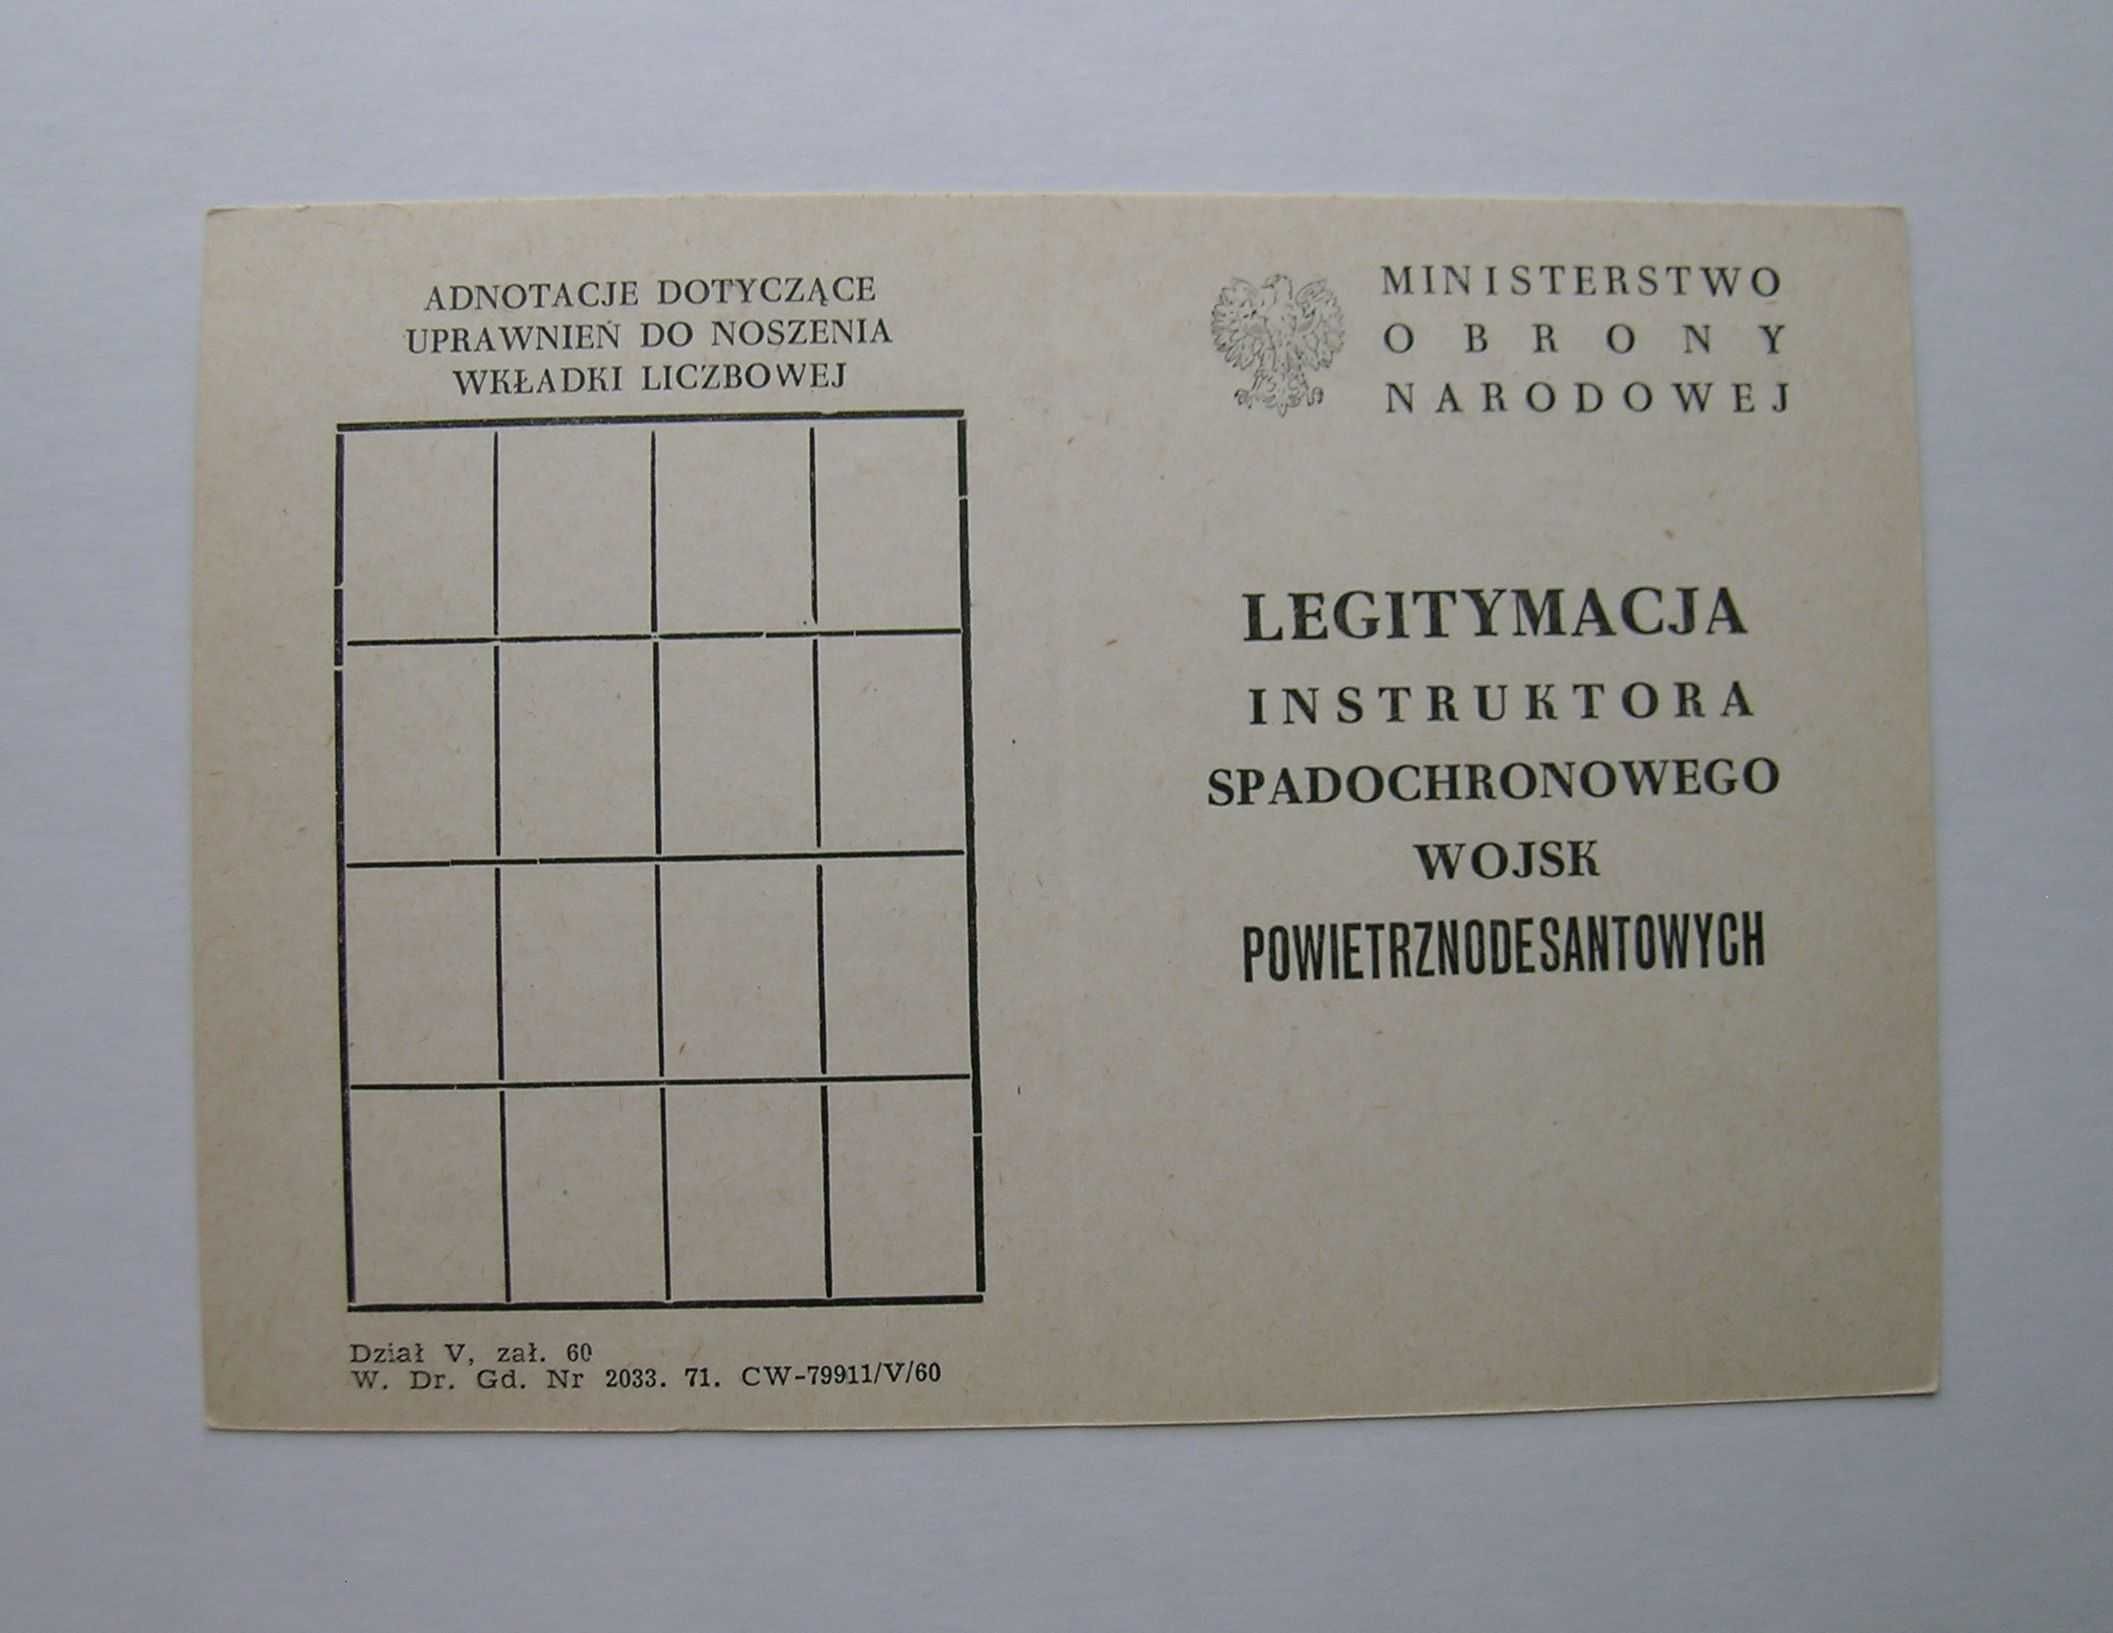 ADNOTACJE DOTYCZĄCE
UPRAWNIEŃ DO NOSZENIA
WKŁADKI LICZBOWEJ
Dział V, zał. 60
W. Dr. Gd. Nr 2033. 71. CW-79911/V/60
MINISTERSTWO
OBRONY
NARODOWEJ
LEGITYMACJA
INSTRUKTORA
SPADOCHRONOWEGO
WOJSK
POWIETRZNODESANTOWYCH